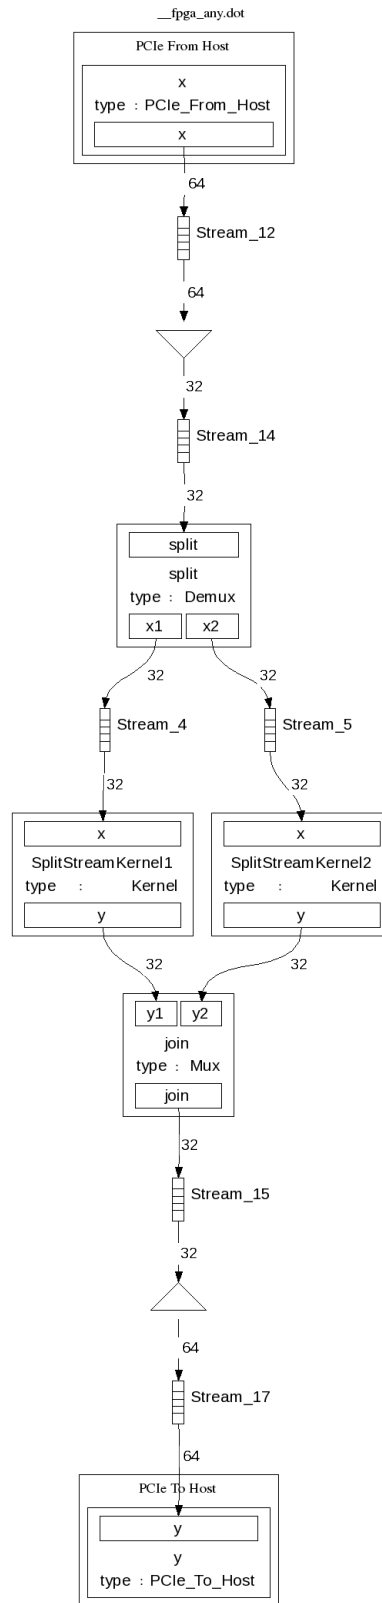 __fpga_any.dot
PCIe From Host
x
type : PCIe_From_Host
x
64
Stream_12
64
32
Stream_14
32
split
split
type : Demux
x1 x2
32 32
Stream_4 Stream_5
32 32
x x
SplitStreamKernel1 SplitStreamKernel2
type : Kernel type : Kernel
y y
32 32
y1 y2
join
type : Mux
join
32
Stream_15
32
64
Stream_17
64
PCIe To Host
y
y
type : PCIe_To_Host